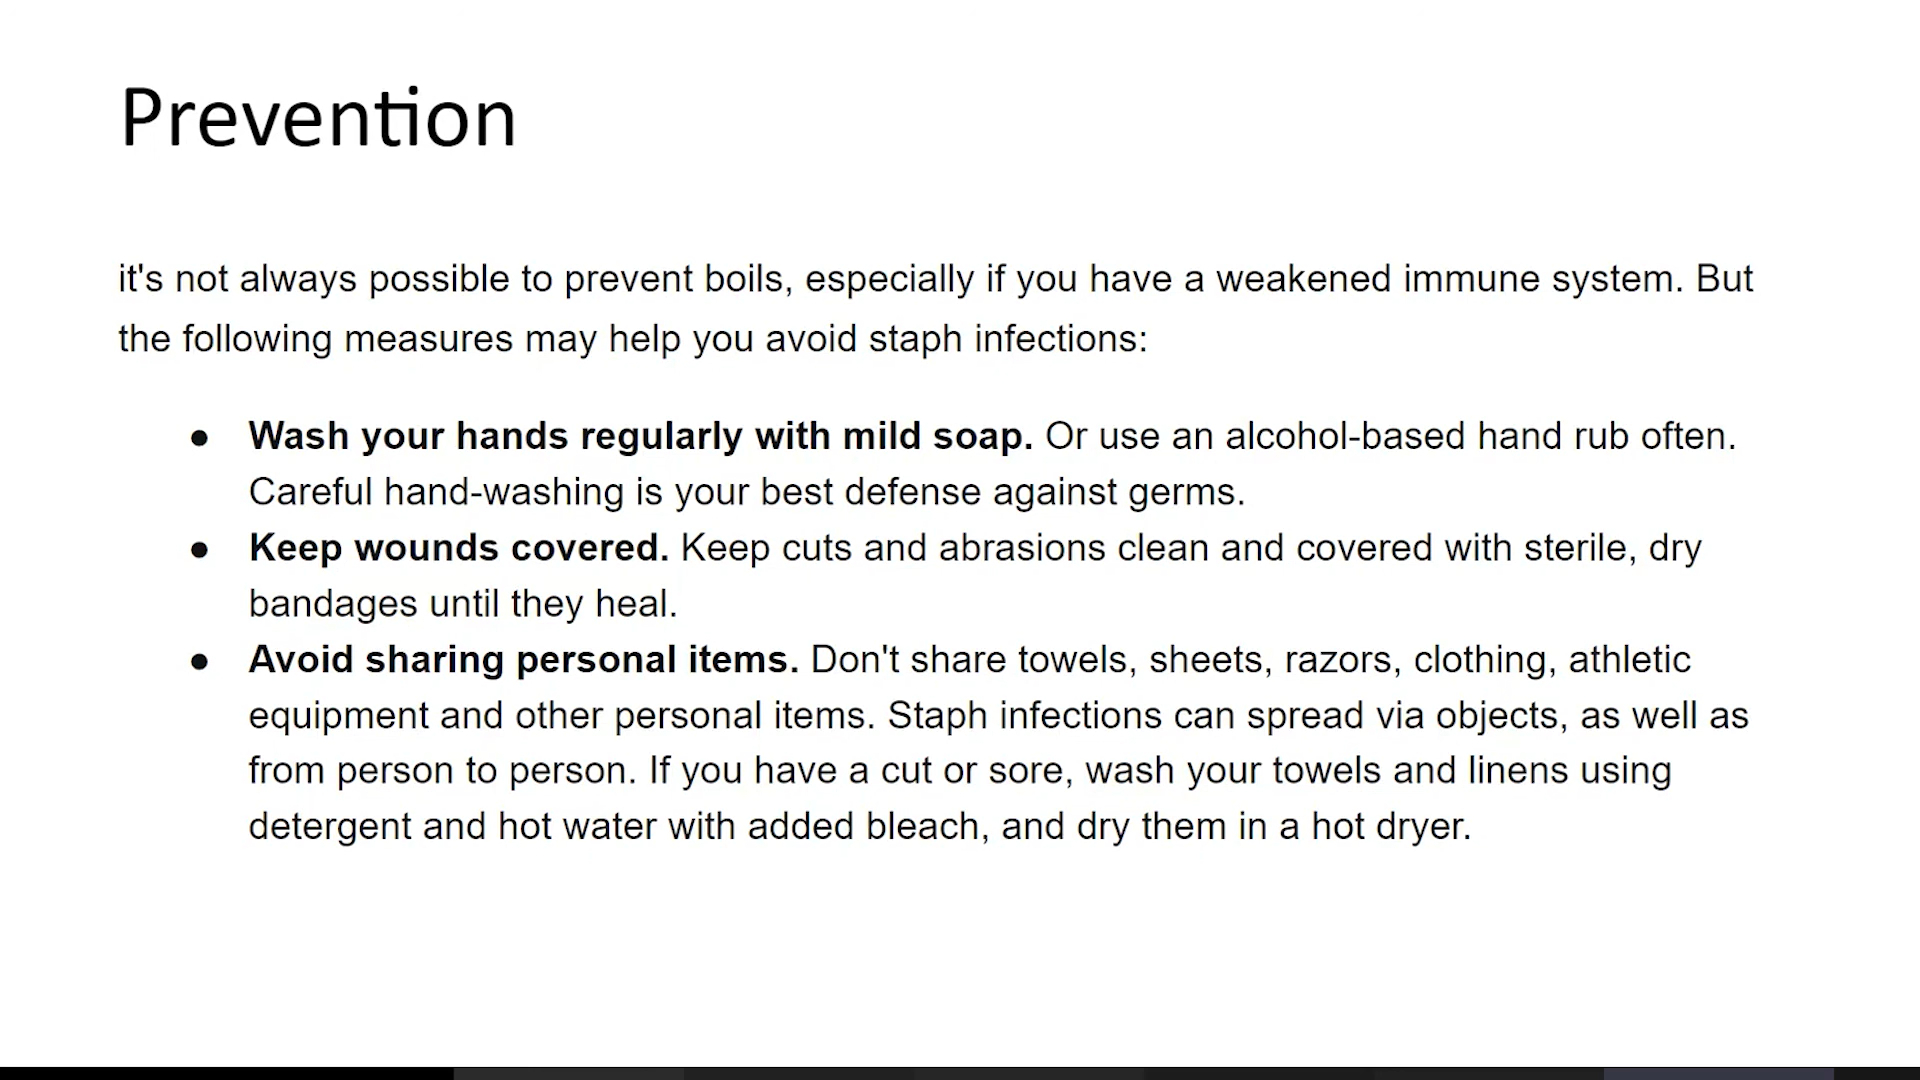 Prevention
it's not always possible to prevent boils, especially if you have a weakened immune system. But
the following measures may help you avoid staph infections:
● Wash your hands regularly with mild soap. Or use an alcohol-based hand rub often.
Careful hand-washing is your best defense against germs.
● Keep wounds covered. Keep cuts and abrasions clean and covered with sterile, dry
bandages until they heal.
● Avoid sharing personal items. Don't share towels, sheets, razors, clothing, athletic
equipment and other personal items. Staph infections can spread via objects, as well as
from person to person. If you have a cut or sore, wash your towels and linens using
detergent and hot water with added bleach, and dry them in a hot dryer.